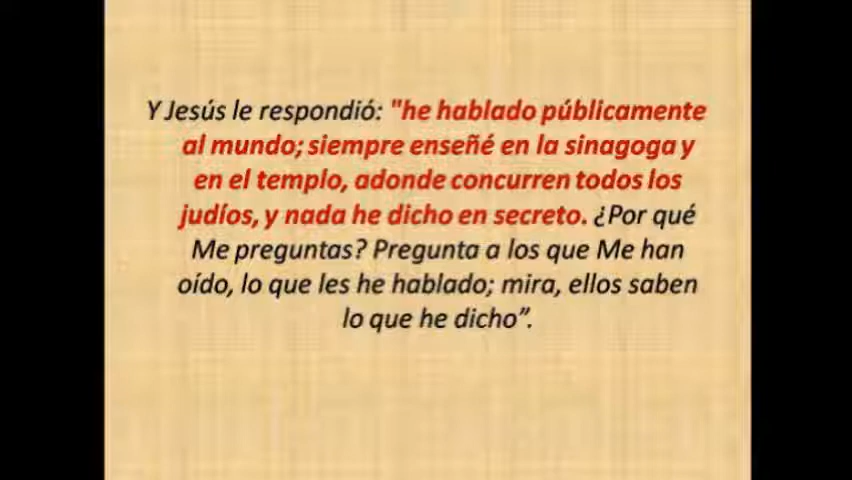 Y Jesús le respondió: "he hablado públicamente
al mundo; siempre enseñé en la sinagoga y
en el templo, adonde concurren todos los
judíos, y nada he dicho en secreto. ¿Por qué
Me preguntas? Pregunta a los que Me han
oído, lo que les he hablado; mira, ellos saben
lo que he dicho”.